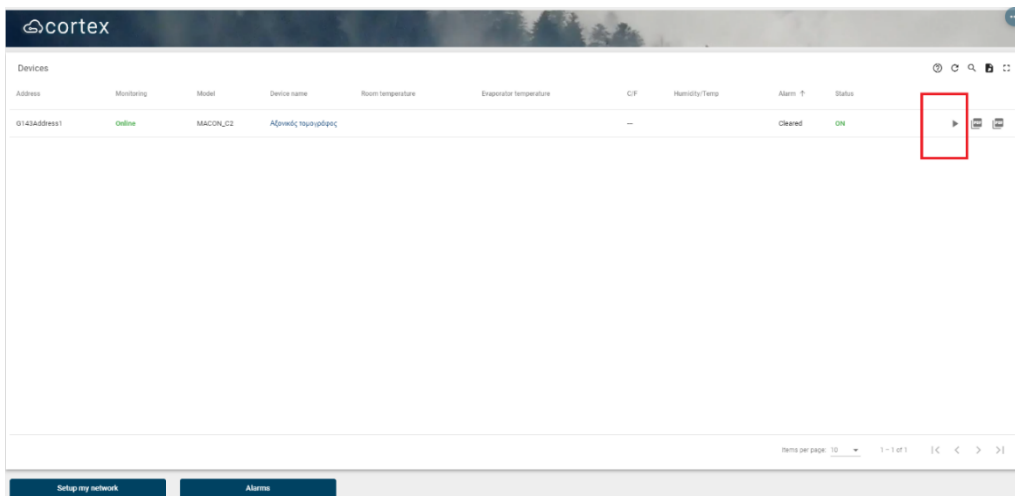 cortex
Devices
Address Monitoring Model Device name Room temperature Evaporator temperature C/F Humidity/Temp Alarm ↑ Status
G143Address1 Online MACON_C2 Αξονικός τομογράφος -- Cleared ON
Items per page: 10 1 – 1 of 1
Setup my network Alarms